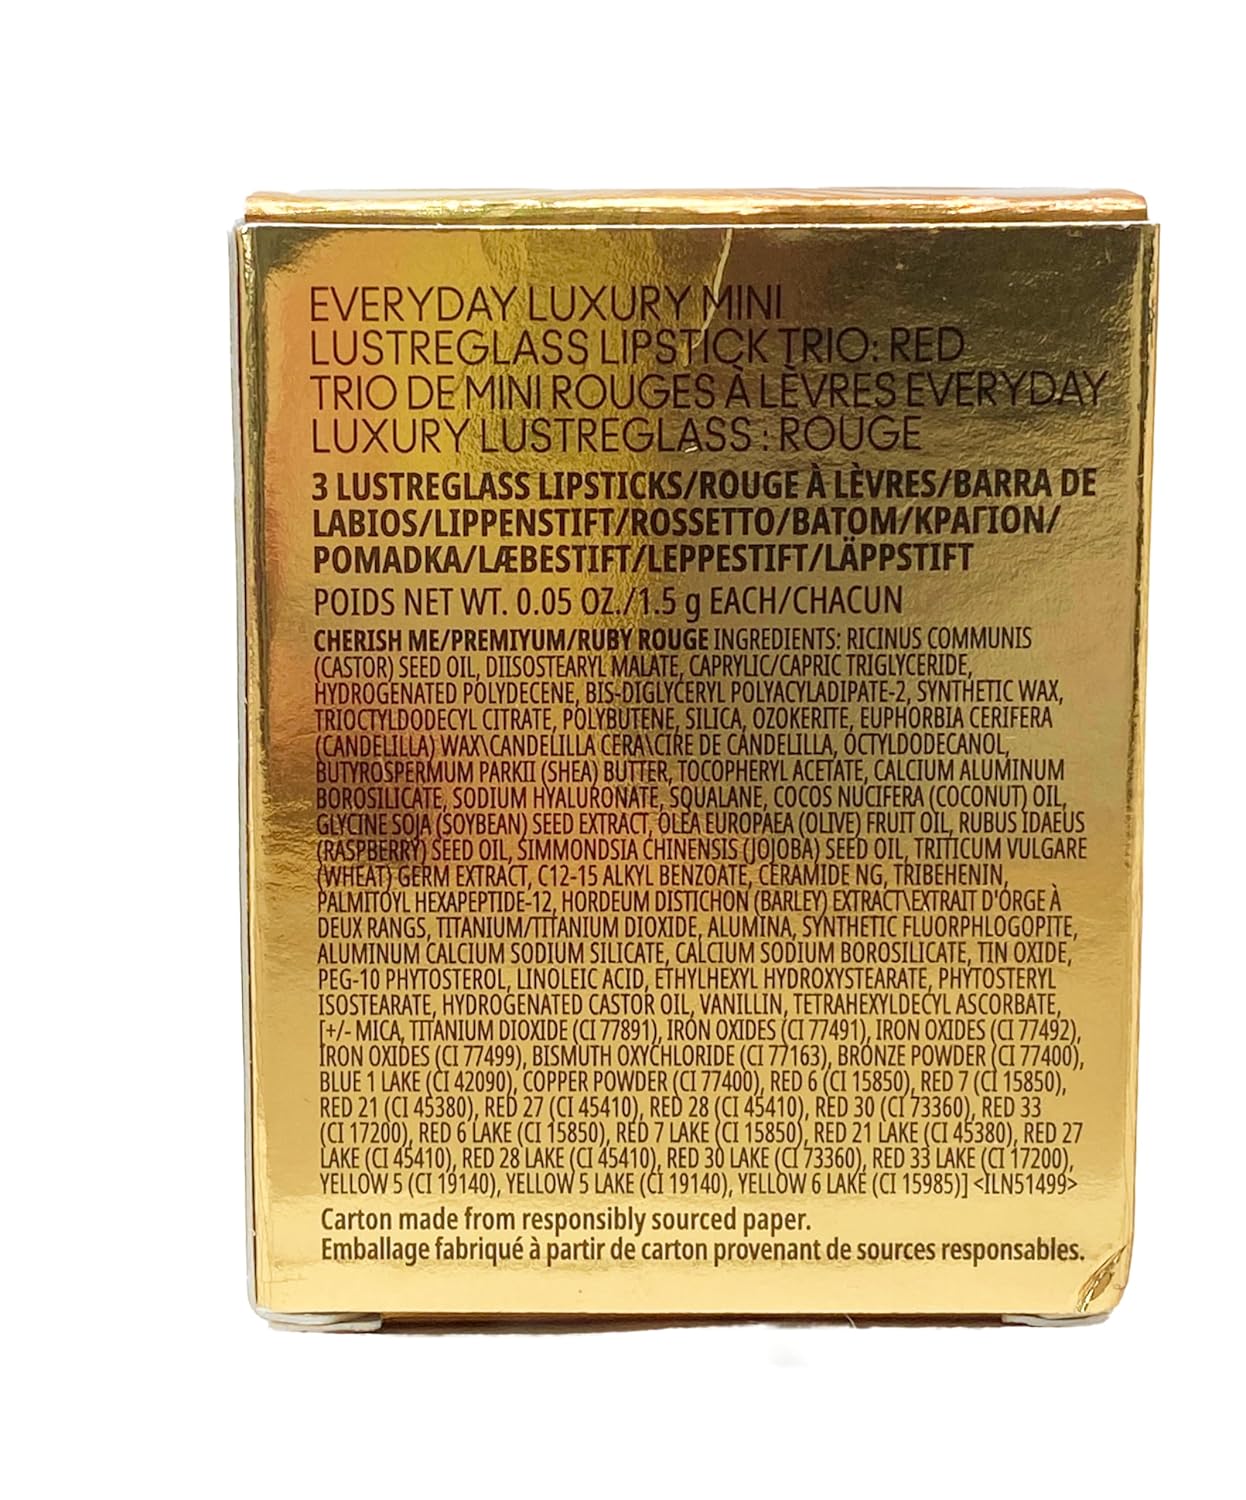 EVERYDAY LUXURY MINI
LUSTREGLASS LIPSTICK TRIO: RED
TRIO DE MINI ROUGES À LÈVRES EVERYDAY
LUXURY LUSTREGLASS : ROUGE
3 LUSTREGLASS LIPSTICKS/ROUGE À LÈVRES/BARRA DE
LABIOS/LIPPENSTIFT/ROSSETTO/BATOM/ΚΡΑΓΙΟΝ/
POMADKA/LÆBESTIFT/LEPPESTIFT/LÄPPSTIFT
POIDS NET WT. 0.05 OZ./1.5 g EACH/CHACUN
CHERISH ME/PREMIYUM/RUBY ROUGE INGREDIENTS: RICINUS COMMUNIS
(CASTOR) SEED OIL, DIISOSTEARYL MALATE, CAPRYLIC/CAPRIC TRIGLYCERIDE,
HYDROGENATED POLYDECENE, BIS-DIGLYCERYL POLYACYLADIPATE-2, SYNTHETIC WAX,
TRIOCTYLDODECYL CITRATE, POLYBUTENE, SILICA, OZOKERITE, EUPHORBIA CERIFERA
(CANDELILLA) WAX\CANDELILLA CERA\CIRE DE CANDELILLA, OCTYLDODECANOL,
BUTYROSPERMUM PARKII (SHEA) BUTTER, TOCOPHERYL ACETATE, CALCIUM ALUMINUM
BOROSILICATE, SODIUM HYALURONATE, SQUALANE, COCOS NUCIFERA (COCONUT) OIL,
GLYCINE SOJA (SOYBEAN) SEED EXTRACT, OLEA EUROPAEA (OLIVE) FRUIT OIL, RUBUS IDAEUS
(RASPBERRY) SEED OIL, SIMMONDSIA CHINENSIS (JOJOBA) SEED OIL, TRITICUM VULGARE
(WHEAT) GERM EXTRACT, C12-15 ALKYL BENZOATE, CERAMIDE NG, TRIBEHENIN,
PALMITOYL HEXAPEPTIDE-12, HORDEUM DISTICHON (BARLEY) EXTRACT\EXTRAIT D'ORGE À
DEUX RANGS, TITANIUM/TITANIUM DIOXIDE, ALUMINA, SYNTHETIC FLUORPHLOGOPITE,
ALUMINUM CALCIUM SODIUM SILICATE, CALCIUM SODIUM BOROSILICATE, TIN OXIDE,
PEG-10 PHYTOSTEROL, LINOLEIC ACID, ETHYLHEXYL HYDROXYSTEARATE, PHYTOSTERYL
ISOSTEARATE, HYDROGENATED CASTOR OIL, VANILLIN, TETRAHEXYLDECYL ASCORBATE,
[+/- MICA, TITANIUM DIOXIDE (CI 77891), IRON OXIDES (CI 77491), IRON OXIDES (CI 77492),
IRON OXIDES (CI 77499), BISMUTH OXYCHLORIDE (CI 77163), BRONZE POWDER (CI 77400),
BLUE 1 LAKE (CI 42090), COPPER POWDER (CI 77400), RED 6 (CI 15850), RED 7 (CI 15850),
RED 21 (CI 45380), RED 27 (CI 45410), RED 28 (CI 45410), RED 30 (CI 73360), RED 33
(CI 17200), RED 6 LAKE (CI 15850), RED 7 LAKE (CI 15850), RED 21 LAKE (CI 45380), RED 27
LAKE (CI 45410), RED 28 LAKE (CI 45410), RED 30 LAKE (CI 73360), RED 33 LAKE (CI 17200),
YELLOW 5 (CI 19140), YELLOW 5 LAKE (CI 19140), YELLOW 6 LAKE (CI 15985)] <ILN51499>
Carton made from responsibly sourced paper.
Emballage fabriqué à partir de carton provenant de sources responsables.